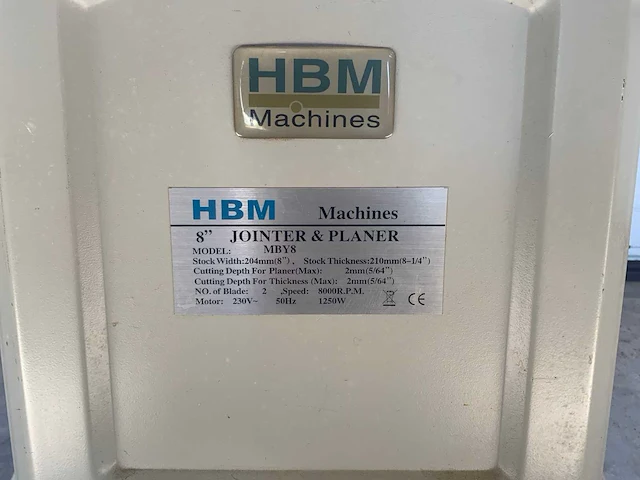 HBM
Machines
HBM Machines
8” JOINTER & PLANER
MODEL: MBY8
Stock Width:204mm(8"), Stock Thickness:210mm(8-1/4")
Cutting Depth For Planer(Max): 2mm(5/64")
Cutting Depth For Thickness (Max): 2mm(5/64")
NO. of Blade: 2 ,Speed: 8000R.P.M.
Motor: 230V~ 50Hz 1250W CE